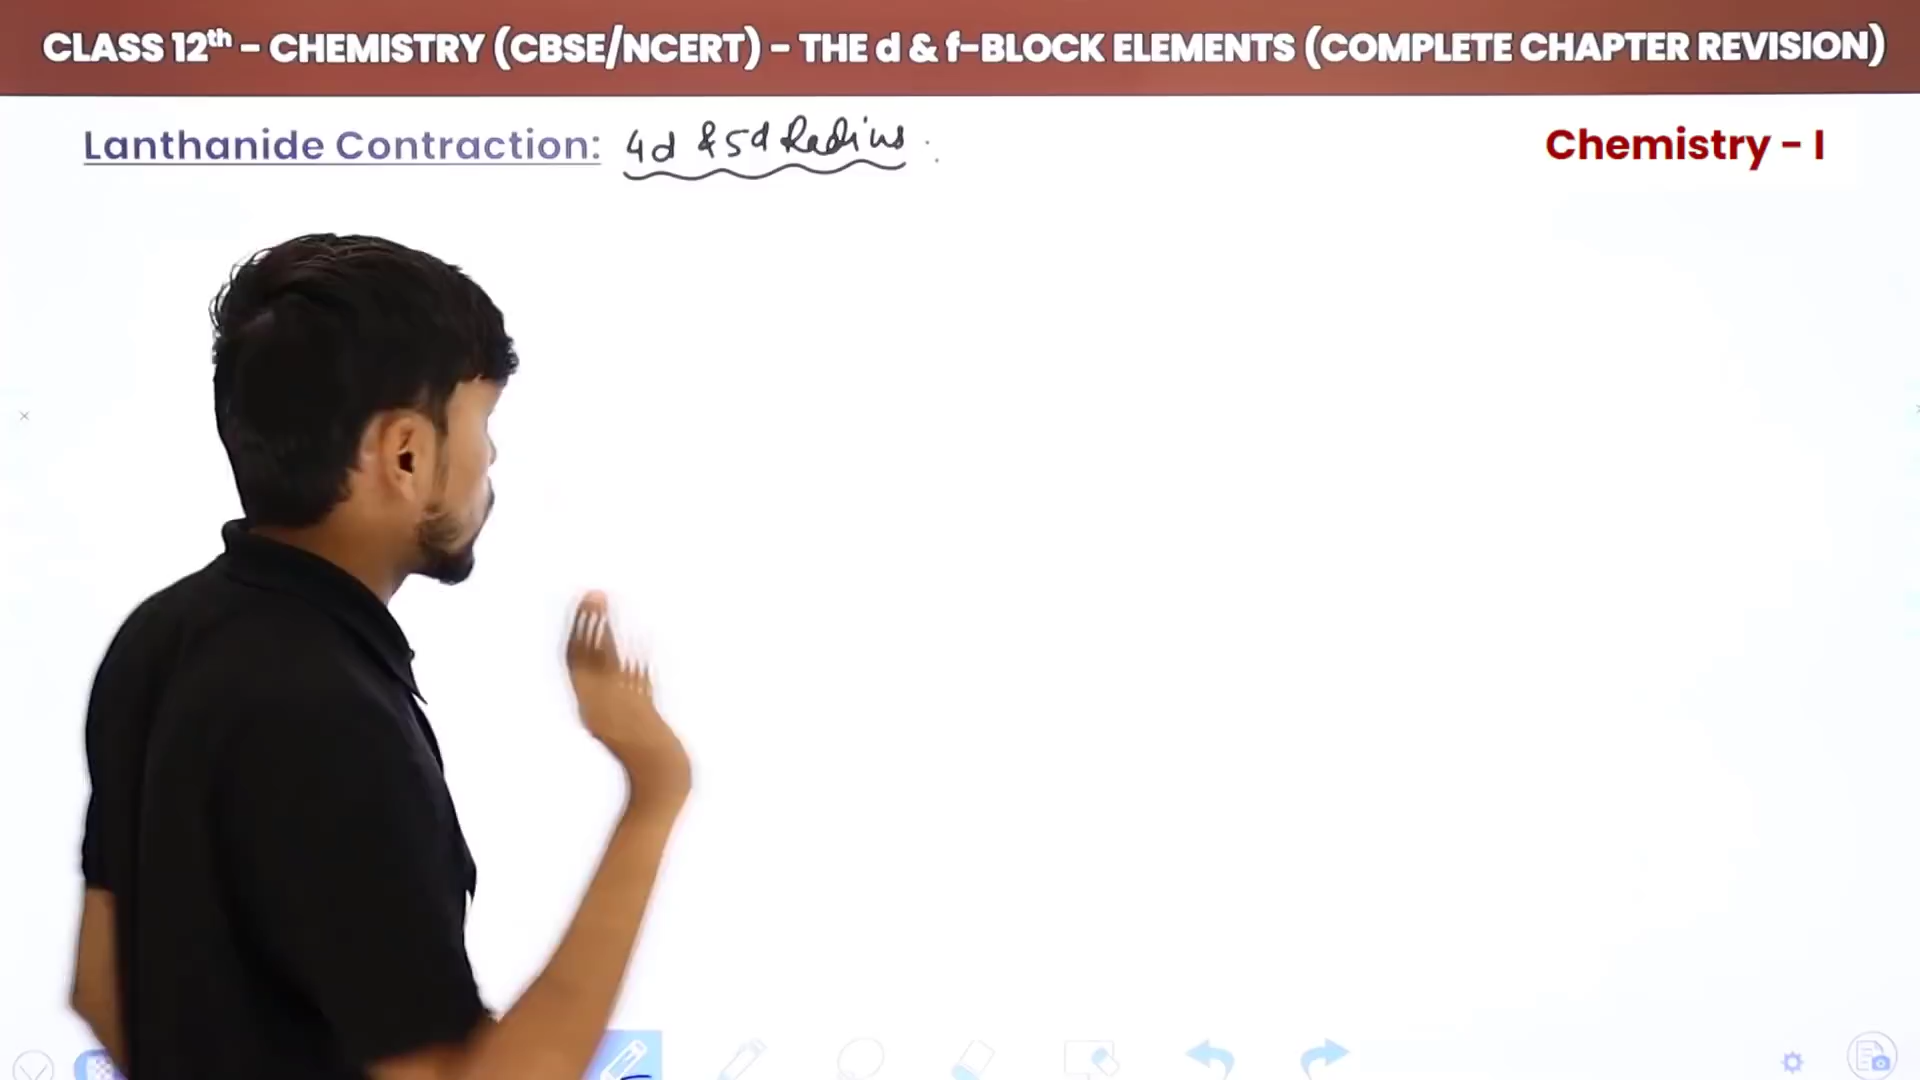 CLASS 12th - CHEMISTRY (CBSE/NCERT) - THE d & f-BLOCK ELEMENTS (COMPLETE CHAPTER REVISION)
Lanthanide Contraction: 4d & 5d Radius :
Chemistry - I